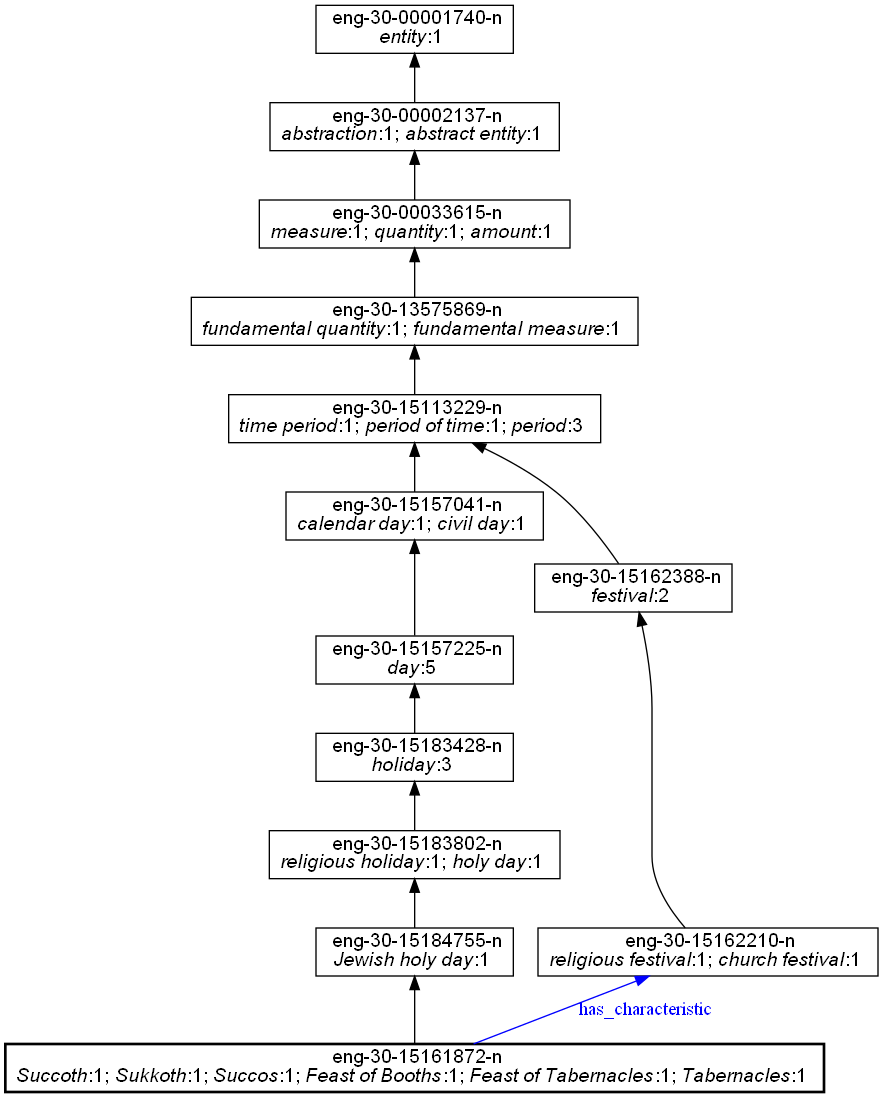 eng-30-00001740-n
entity:1
eng-30-00002137-n
abstraction:1; abstract entity:1
eng-30-00033615-n
measure:1; quantity:1; amount:1
eng-30-13575869-n
fundamental quantity:1; fundamental measure:1
eng-30-15113229-n
time period:1; period of time:1; period:3
eng-30-15157041-n
calendar day:1; civil day:1
eng-30-15162388-n
festival:2
eng-30-15157225-n
day:5
eng-30-15183428-n
holiday:3
eng-30-15183802-n
religious holiday:1; holy day:1
eng-30-15184755-n
Jewish holy day:1
eng-30-15162210-n
religious festival:1; church festival:1
has_characteristic
eng-30-15161872-n
Succoth:1; Sukkoth:1; Succos:1; Feast of Booths:1; Feast of Tabernacles:1; Tabernacles:1